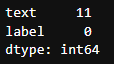 text     11
label     0
dtype: int64